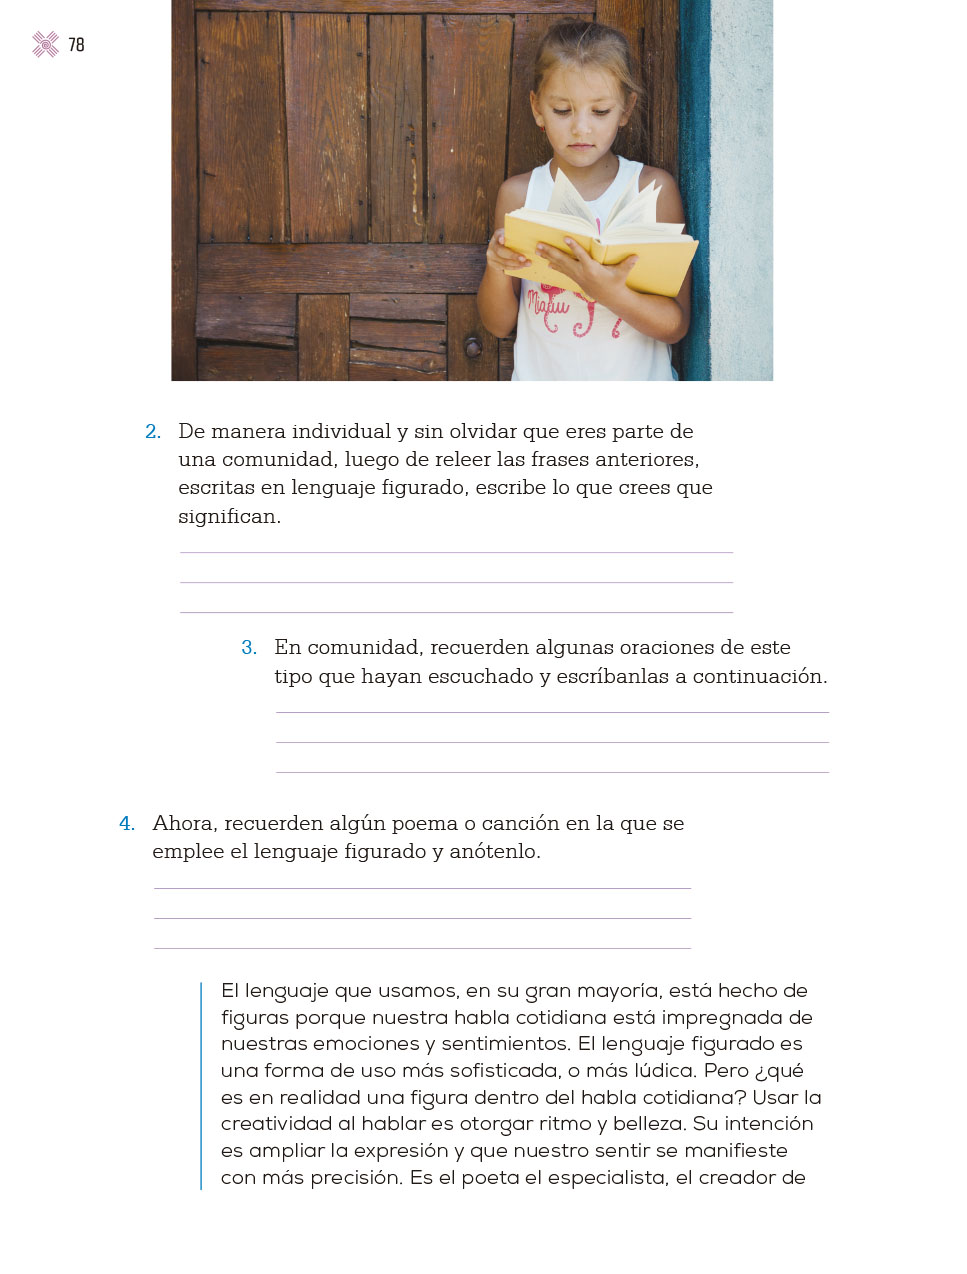 78
Miauu
2. De manera individual y sin olvidar que eres parte de
una comunidad, luego de releer las frases anteriores,
escritas en lenguaje figurado, escribe lo que crees que
significan.
3. En comunidad, recuerden algunas oraciones de este
tipo que hayan escuchado y escríbanlas a continuación.
4. Ahora, recuerden algún poema o canción en la que se
emplee el lenguaje figurado y anótenlo.
El lenguaje que usamos, en su gran mayoría, está hecho de
figuras porque nuestra habla cotidiana está impregnada de
nuestras emociones y sentimientos. El lenguaje figurado es
una forma de uso más sofisticada, o más lúdica. Pero ¿qué
es en realidad una figura dentro del habla cotidiana? Usar la
creatividad al hablar es otorgar ritmo y belleza. Su intención
es ampliar la expresión y que nuestro sentir se manifieste
con más precisión. Es el poeta el especialista, el creador de